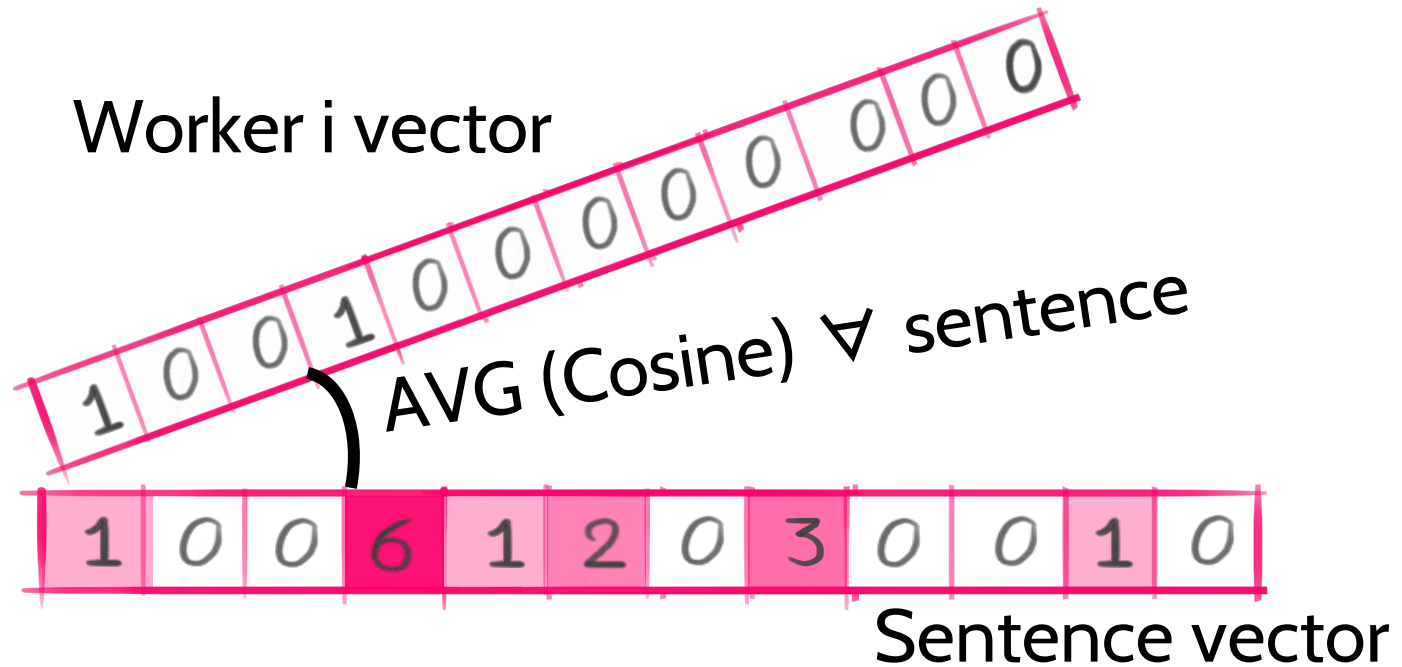 Worker i vector
1 0 0 1 0 0 0 0 0 0 0 0
AVG (Cosine) ∀ sentence
1 0 0 6 1 2 0 3 0 0 1 0
Sentence vector